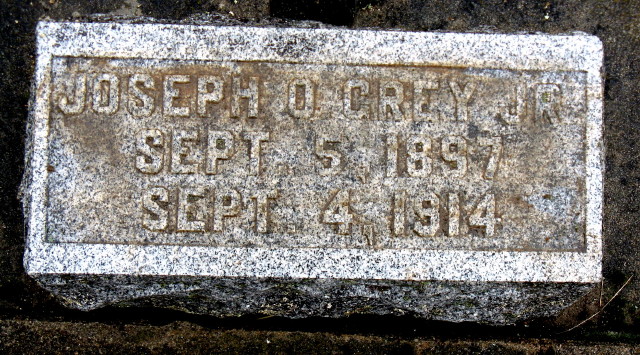 JOSEPH O GREY JR.
SEPT. 5, 1897
SEPT. 4, 1914